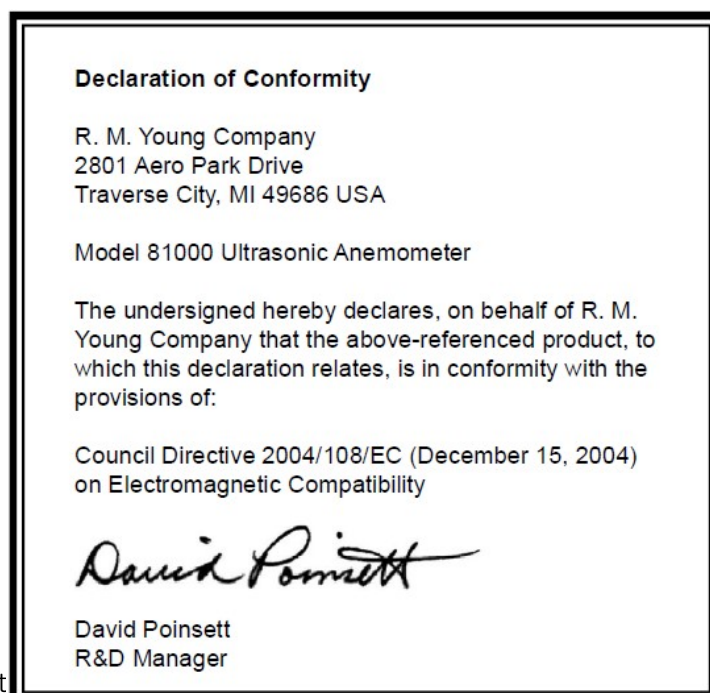 Declaration of Conformity
R. M. Young Company
2801 Aero Park Drive
Traverse City, MI 49686 USA
Model 81000 Ultrasonic Anemometer
The undersigned hereby declares, on behalf of R. M.
Young Company that the above-referenced product, to
which this declaration relates, is in conformity with the
provisions of:
Council Directive 2004/108/EC (December 15, 2004)
on Electromagnetic Compatibility
David Poinsett
David Poinsett
R&D Manager
t